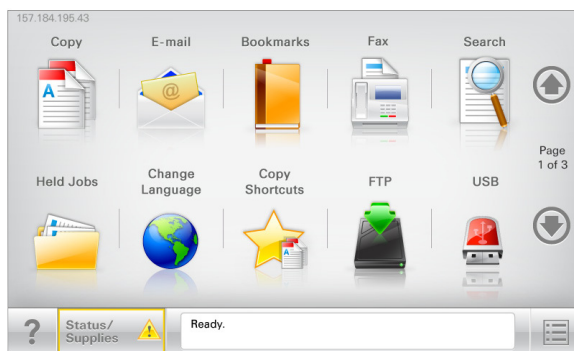 157.184.195.43
Copy
E-mail
Bookmarks
Fax
Search
Page
1 of 3
Held Jobs
Change
Language
Copy
Shortcuts
FTP
USB
A
@
A
?
Status/
Supplies
!
Ready.